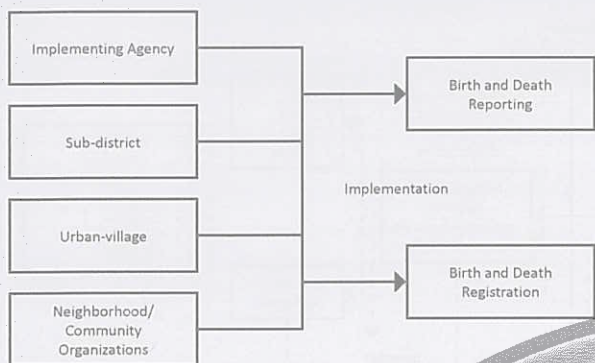 Implementing Agency
Sub-district
Urban-village
Neighborhood/
Community
Organizations
Implementation
Birth and Death
Reporting
Birth and Death
Registration